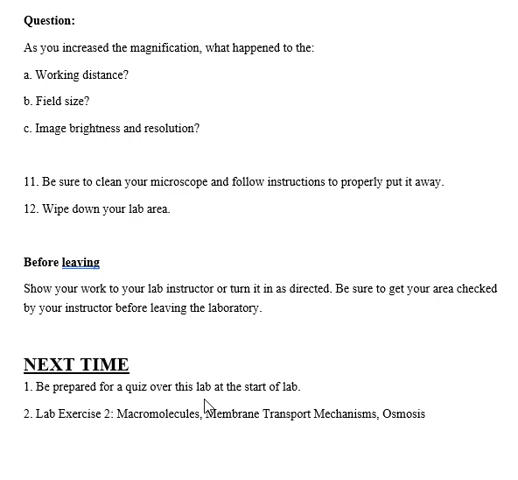 Question:
As you increased the magnification, what happened to the:
a. Working distance?
b. Field size?
c. Image brightness and resolution?
11. Be sure to clean your microscope and follow instructions to properly put it away.
12. Wipe down your lab area.
Before leaving
Show your work to your lab instructor or turn it in as directed. Be sure to get your area checked
by your instructor before leaving the laboratory.
NEXT TIME
1. Be prepared for a quiz over this lab at the start of lab.
2. Lab Exercise 2: Macromolecules, Membrane Transport Mechanisms, Osmosis